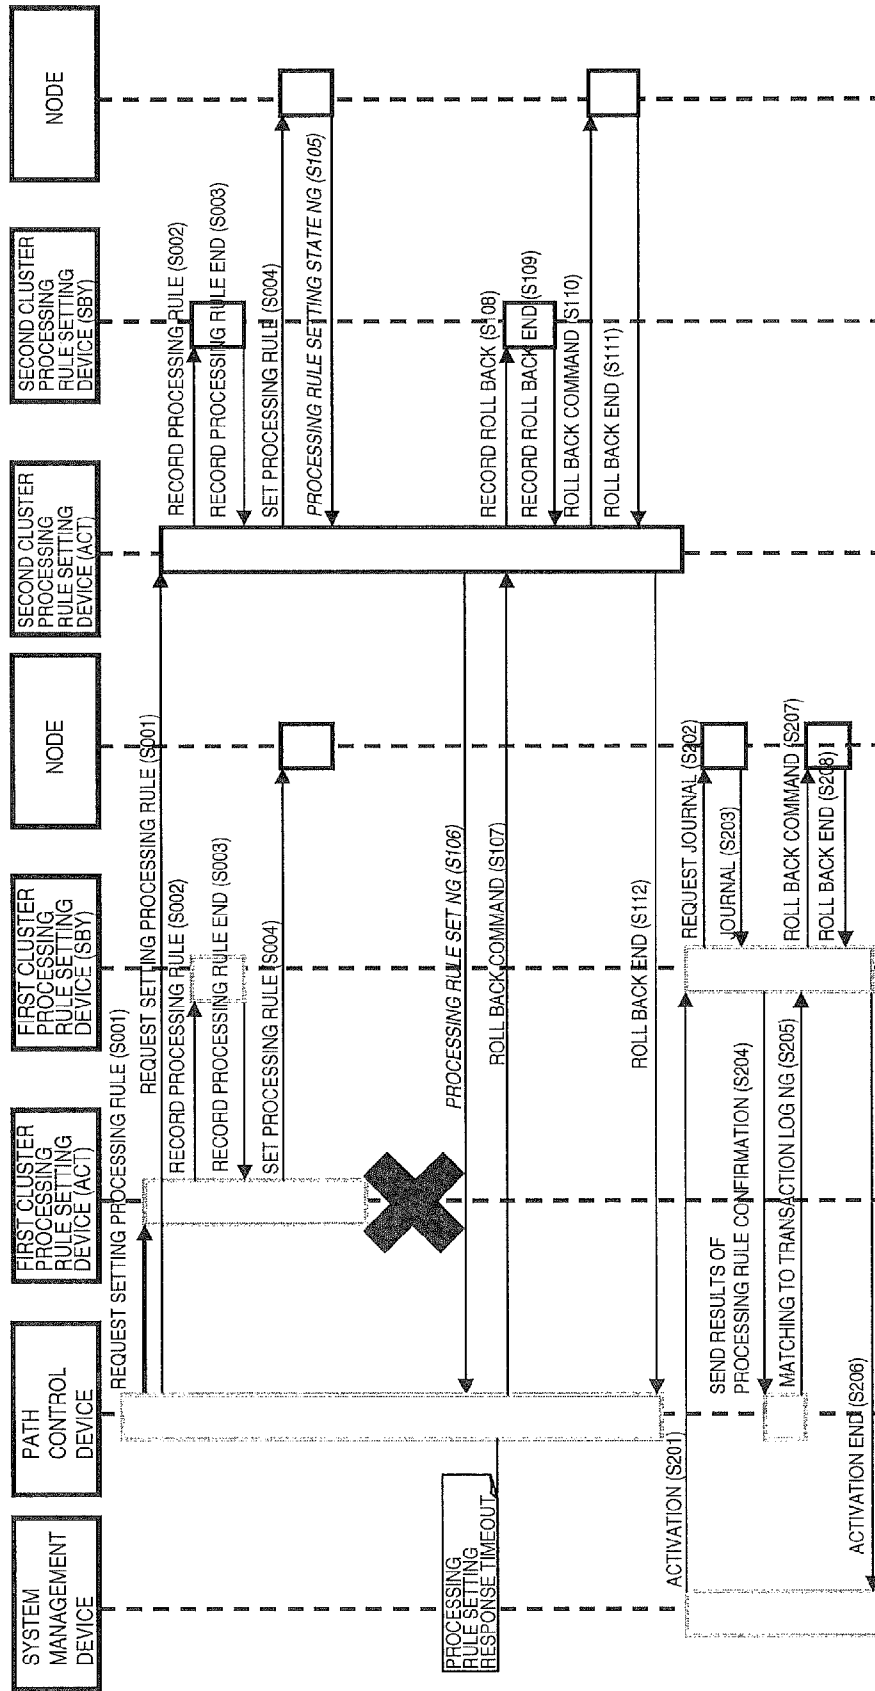 SYSTEM
MANAGEMENT
DEVICE
PATH
CONTROL
DEVICE
FIRST CLUSTER
PROCESSING
RULE SETTING
DEVICE (ACT)
FIRST CLUSTER
PROCESSING
RULE SETTING
DEVICE (SBY)
NODE
SECOND CLUSTER
PROCESSING
RULE SETTING
DEVICE (ACT)
SECOND CLUSTER
PROCESSING
RULE SETTING
DEVICE (SBY)
NODE
REQUEST SETTING PROCESSING RULE (S001)
REQUEST SETTING PROCESSING RULE (S001)
RECORD PROCESSING RULE (S002)
RECORD PROCESSING RULE END (S003)
SET PROCESSING RULE (S004)
RECORD PROCESSING RULE (S002)
RECORD PROCESSING RULE END (S003)
SET PROCESSING RULE (S004)
PROCESSING RULE SETTING STATE NG (S105)
PROCESSING RULE SET NG (S106)
PROCESSING
RULE SETTING
RESPONSE TIMEOUT
ROLL BACK COMMAND (S107)
RECORD ROLL BACK (S108)
RECORD ROLL BACK END (S109)
ROLL BACK COMMAND (S110)
ROLL BACK END (S111)
ROLL BACK END (S112)
ACTIVATION (S201)
REQUEST JOURNAL (S202)
JOURNAL (S203)
SEND RESULTS OF
PROCESSING RULE CONFIRMATION (S204)
MATCHING TO TRANSACTION LOG NG (S205)
ROLL BACK COMMAND (S207)
ROLL BACK END (S208)
ACTIVATION END (S206)